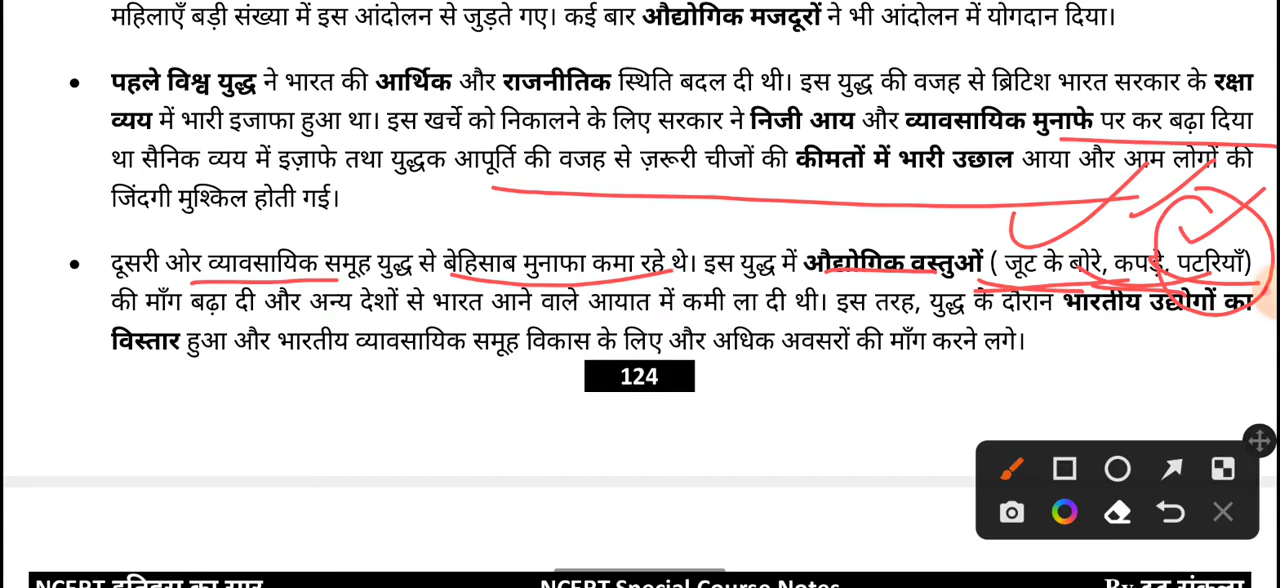 महिलाएँ बड़ी संख्या में इस आंदोलन से जुड़ते गए। कई बार औद्योगिक मजदूरों ने भी आंदोलन में योगदान दिया।
• पहले विश्व युद्ध ने भारत की आर्थिक और राजनीतिक स्थिति बदल दी थी। इस युद्ध की वजह से ब्रिटिश भारत सरकार के रक्षा
व्यय में भारी इजाफा हुआ था। इस खर्चे को निकालने के लिए सरकार ने निजी आय और व्यावसायिक मुनाफे पर कर बढ़ा दिया
था सैनिक व्यय में इज़ाफे तथा युद्धक आपूर्ति की वजह से ज़रूरी चीजों की कीमतों में भारी उछाल आया और आम लोगों की
जिंदगी मुश्किल होती गई।
• दूसरी ओर व्यावसायिक समूह युद्ध से बेहिसाब मुनाफा कमा रहे थे। इस युद्ध में औद्योगिक वस्तुओं ( जूट के बोरे, कपड़े, पटरियाँ)
की माँग बढ़ा दी और अन्य देशों से भारत आने वाले आयात में कमी ला दी थी। इस तरह, युद्ध के दौरान भारतीय उद्योगों का
विस्तार हुआ और भारतीय व्यावसायिक समूह विकास के लिए और अधिक अवसरों की माँग करने लगे।
124
NCERT NCERT Special Course Notes By